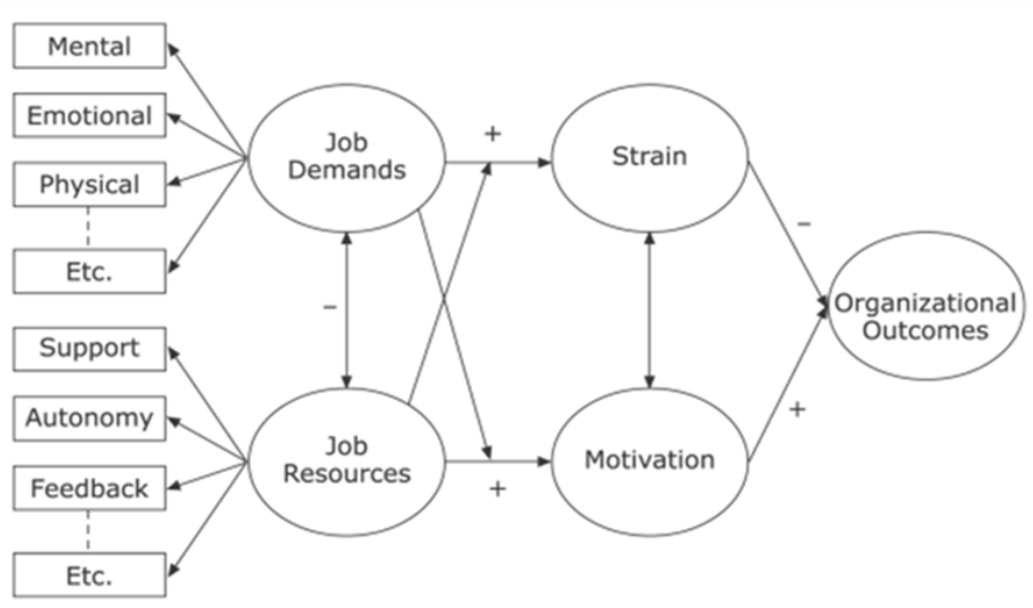 Mental
Emotional
Physical
Etc.
Support
Autonomy
Feedback
Etc.
Job
Demands
–
Job
Resources
+
+
Strain
Motivation
–
+
Organizational
Outcomes